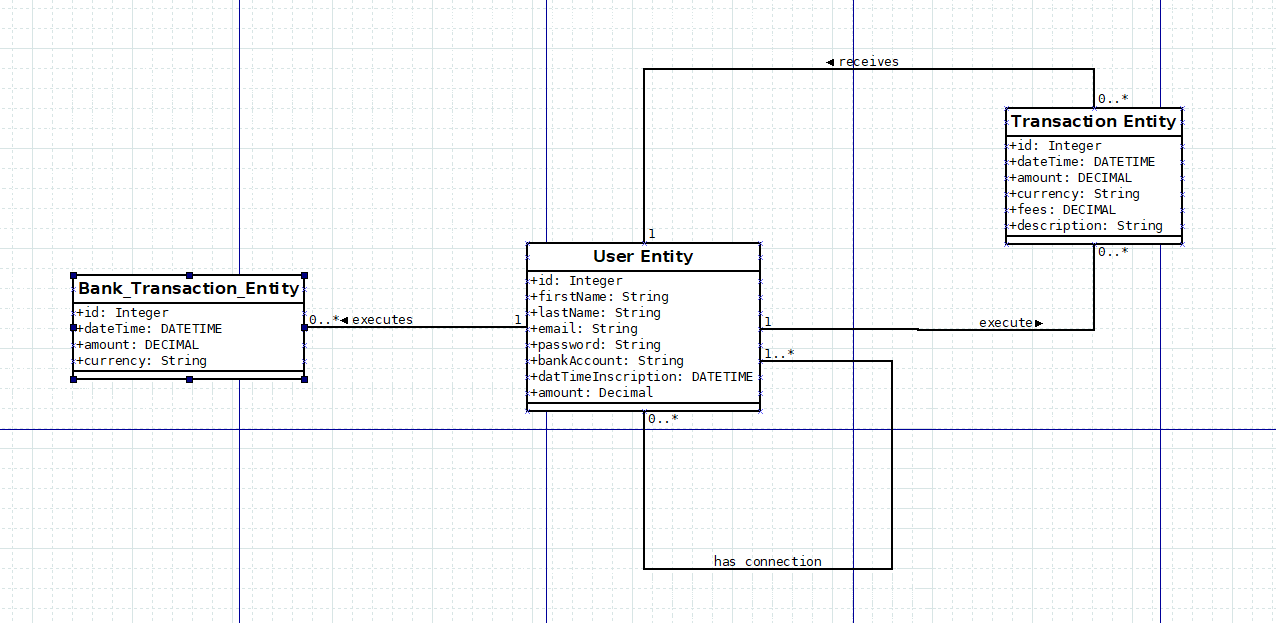 ◄ receives
0..*
Transaction Entity
+id: Integer
+dateTime: DATETIME
+amount: DECIMAL
+currency: String
+fees: DECIMAL
+description: String
0..*
1
User Entity
+id: Integer
+firstName: String
+lastName: String
+email: String
+password: String
+bankAccount: String
+datTimeInscription: DATETIME
+amount: Decimal
Bank_Transaction_Entity
+id: Integer
+dateTime: DATETIME
+amount: DECIMAL
+currency: String
0..*◄ executes
1
1
execute►
1..*
0..*
has connection